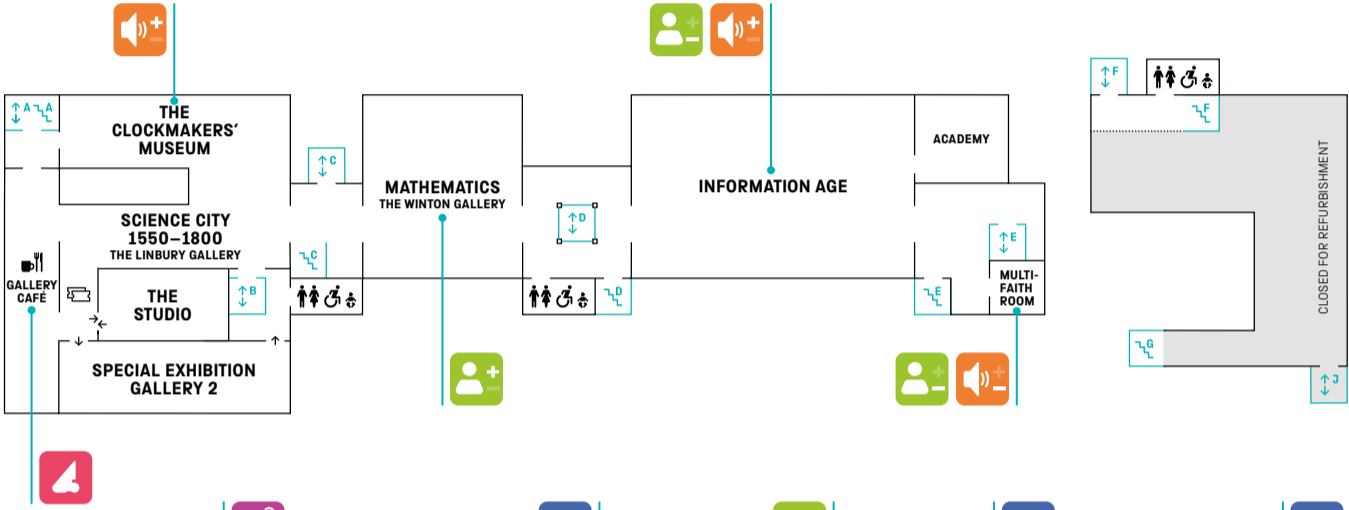 A
A
THE
CLOCKMAKERS’
MUSEUM
C
MATHEMATICS
THE WINTON GALLERY
D
INFORMATION AGE
ACADEMY
F
F
SCIENCE CITY
1550–1800
THE LINBURY GALLERY
C
E
GALLERY
CAFÉ
THE
STUDIO
B
D
E
MULTI-
FAITH
ROOM
CLOSED FOR REFURBISHMENT
G
J
SPECIAL EXHIBITION
GALLERY 2